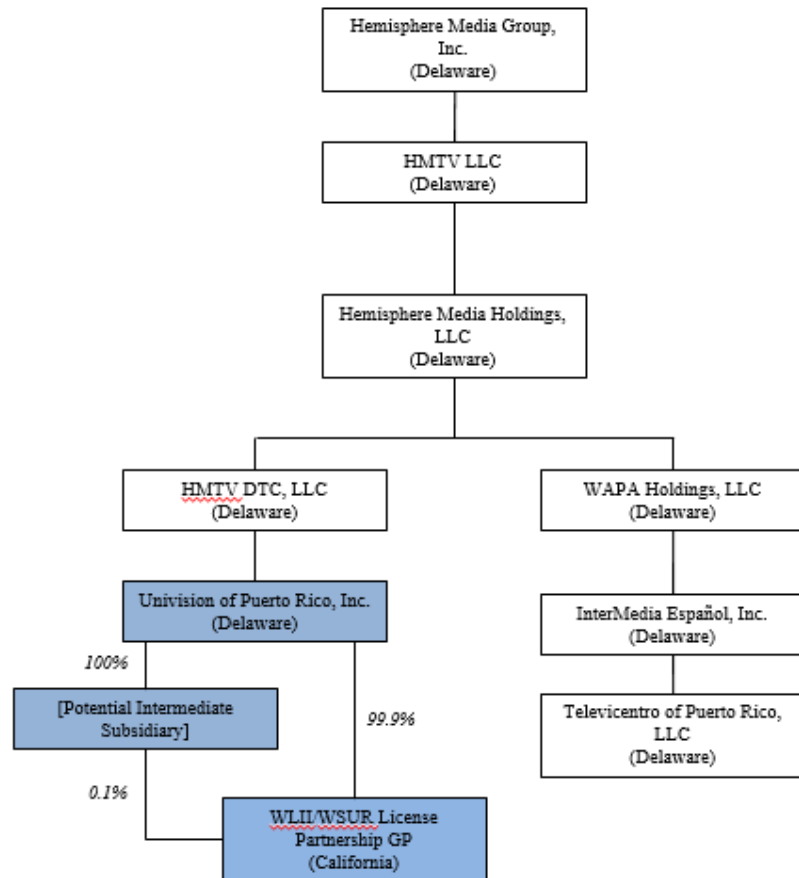 Hemisphere Media Group,
Inc.
(Delaware)
HMTV LLC
(Delaware)
Hemisphere Media Holdings,
LLC
(Delaware)
HMTV DTC, LLC
(Delaware)
WAPA Holdings, LLC
(Delaware)
Univision of Puerto Rico, Inc.
(Delaware)
InterMedia Español, Inc.
(Delaware)
100%
[Potential Intermediate
Subsidiary]
99.9%
Televicentro of Puerto Rico,
LLC
(Delaware)
0.1%
WLII/WSUR License
Partnership GP
(California)